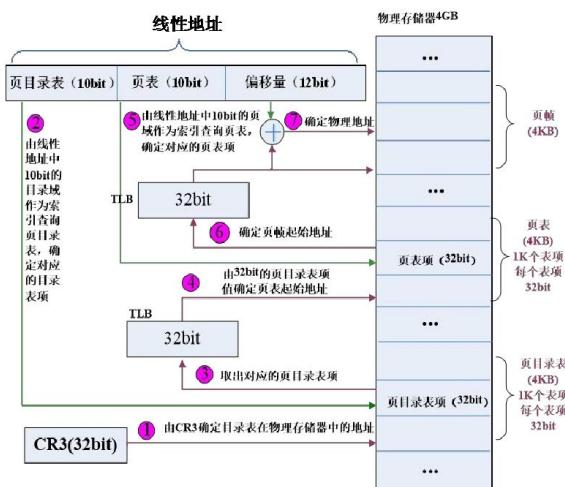 线性地址
物理存储器4GB
页目录表（10bit）
页表（10bit）
偏移量（12bit）
•••
页帧
(4KB)
②
由线性
地址中
10bit的
目录域
作为索
引查询
页目录
表，确
定对应
的目录
表项
⑤
由线性地址中10bit的页
域作为索引查询页表，
确定对应的页表项
⑦ 确定物理地址
TLB
32bit
⑥ 确定页帧起始地址
•••
页表项（32bit）
页表
(4KB)
1K个表项
每个表项
32bit
④
由32bit的页目录表项
值确定页表起始地址
TLB
32bit
•••
③ 取出对应的页目录表项
页目录表项（32bit）
页目录表
(4KB)
1K个表项
每个表项
32bit
CR3(32bit)
① 由CR3确定目录表在物理存储器中的地址
•••